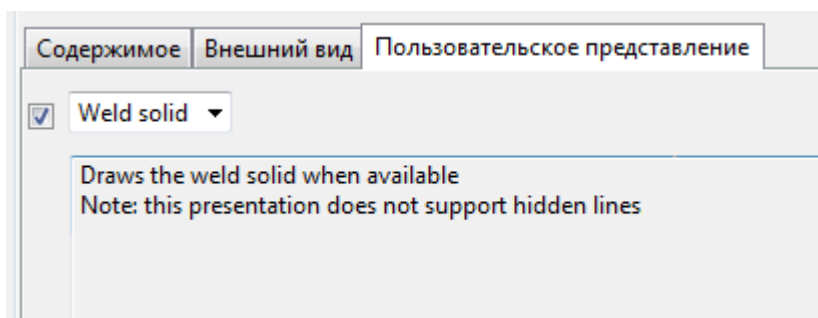 Содержимое Внешний вид Пользовательское представление
Weld solid
Draws the weld solid when available
Note: this presentation does not support hidden lines